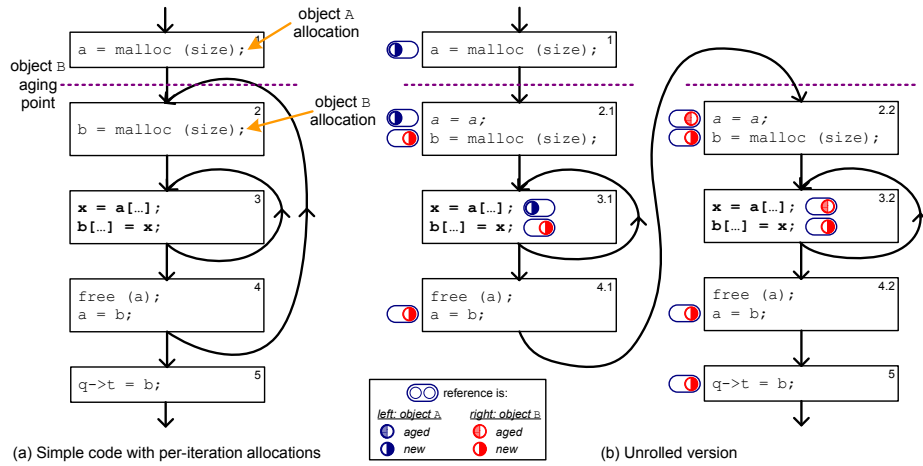 object A
allocation
1
a = malloc (size);
object B
aging
point
object B
allocation
2
b = malloc (size);
3
x = a[…];
b[…] = x;
4
free (a);
a = b;
5
q->t = b;
(a) Simple code with per-iteration allocations
1
a = malloc (size);
2.1
a = a;
b = malloc (size);
3.1
x = a[…];
b[…] = x;
4.1
free (a);
a = b;
reference is:
left: object A
right: object B
aged
aged
new
new
2.2
a = a;
b = malloc (size);
3.2
x = a[…];
b[…] = x;
4.2
free (a);
a = b;
5
q->t = b;
(b) Unrolled version